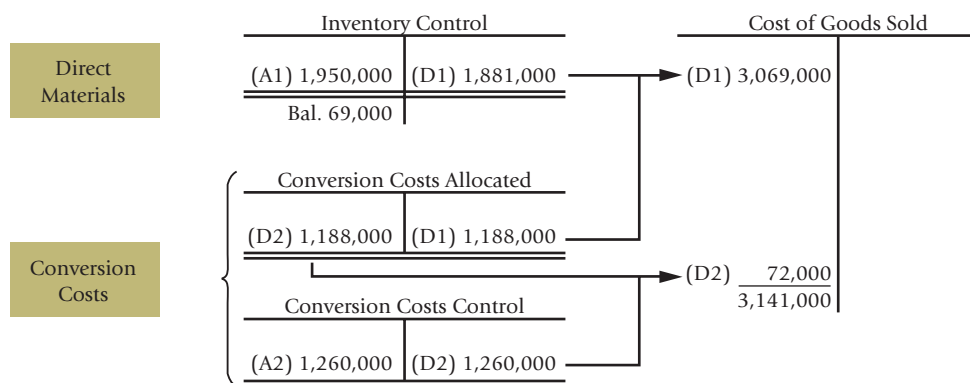 Inventory Control
Cost of Goods Sold
Direct
Materials
(A1) 1,950,000
(D1) 1,881,000
(D1) 3,069,000
Bal. 69,000
Conversion Costs Allocated
(D2) 1,188,000
(D1) 1,188,000
Conversion
Costs
(D2) 72,000
3,141,000
Conversion Costs Control
(A2) 1,260,000
(D2) 1,260,000